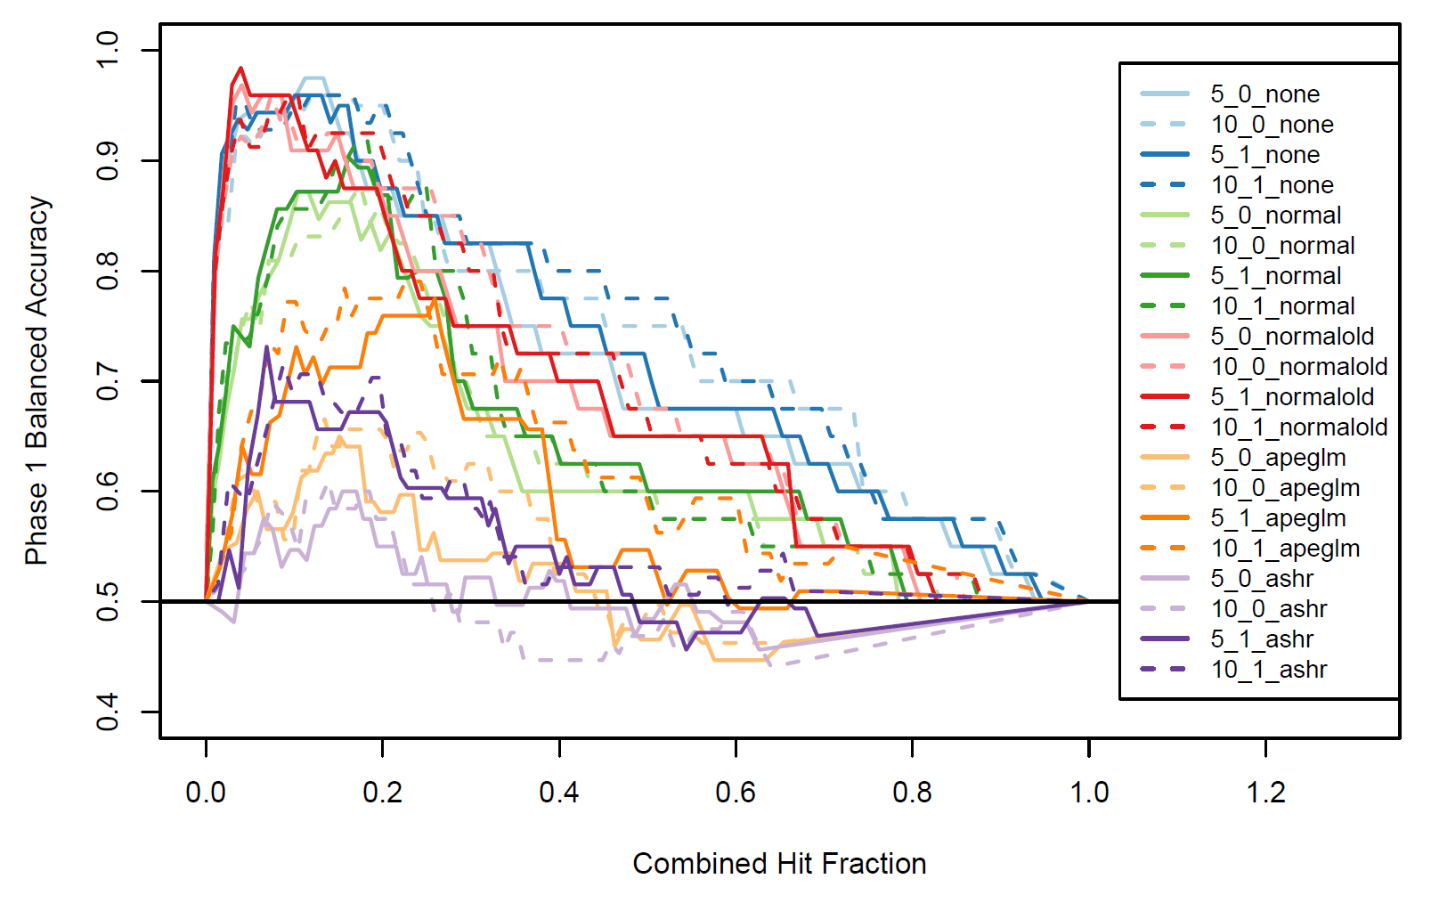 Phase 1 Balanced Accuracy
1.0
0.9
0.8
0.7
0.6
0.5
0.4
5_0_none
10_0_none
5_1_none
10_1_none
5_0_normal
10_0_normal
5_1_normal
10_1_normal
5_0_normalold
10_0_normalold
5_1_normalold
10_1_normalold
5_0_apeglm
10_0_apeglm
5_1_apeglm
10_1_apeglm
5_0_ashr
10_0_ashr
5_1_ashr
10_1_ashr
0.0 0.2 0.4 0.6 0.8 1.0 1.2
Combined Hit Fraction